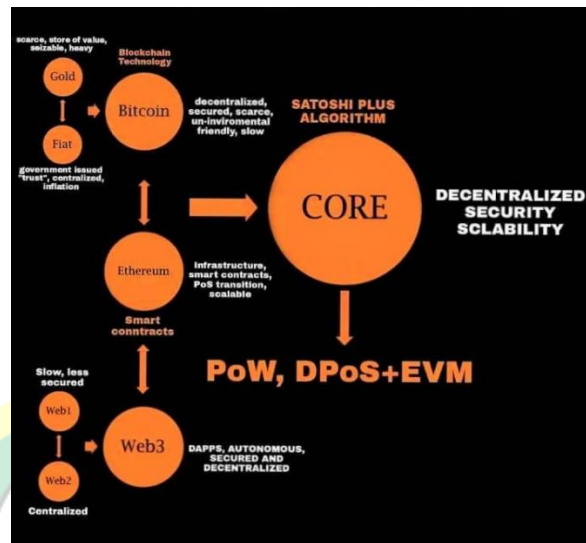 scarce, store of value,
seizable, heavy
Gold
Fiat
government issued
"trust", centralized,
inflation
Blockchain
Technology
Bitcoin
decentralized,
secured, scarce,
un-inviromental
friendly, slow
Ethereum
infrastructure,
smart contracts,
PoS transition,
scalable
Smart
conntracts
Slow, less
secured
Web1
Web2
Centralized
Web3
DAPPS, AUTONOMOUS,
SECURED AND
DECENTRALIZED
SATOSHI PLUS
ALGORITHM
CORE
DECENTRALIZED
SECURITY
SCLABILITY
PoW, DPoS+EVM